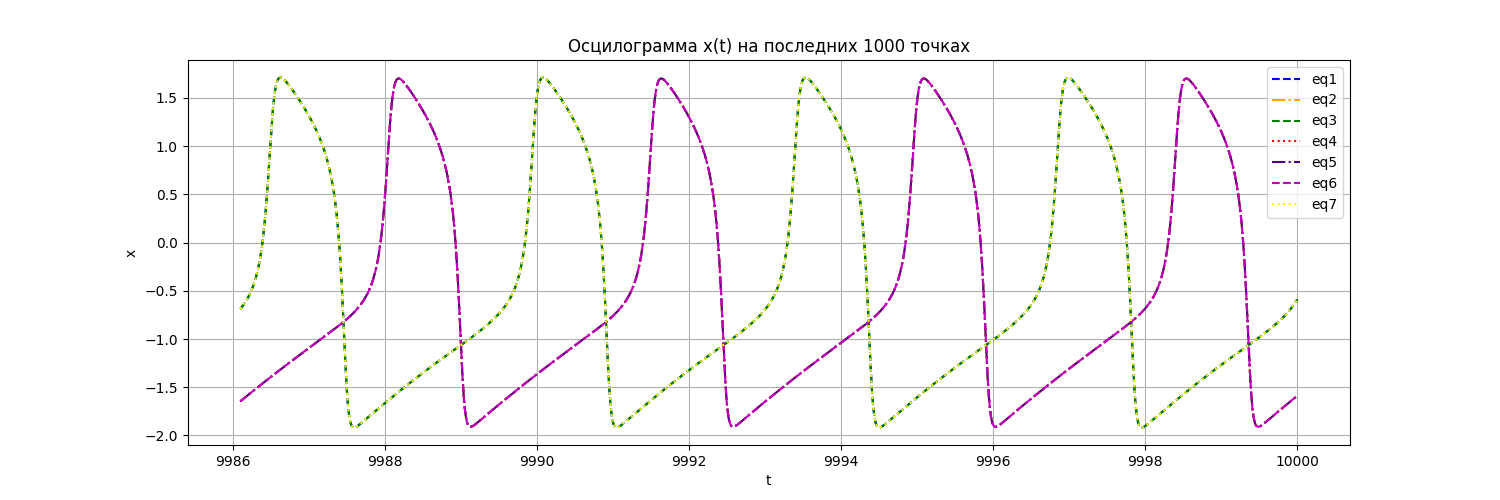 Осцилограмма x(t) на последних 1000 точках
x
1.5
1.0
0.5
0.0
−0.5
−1.0
−1.5
−2.0
eq1
eq2
eq3
eq4
eq5
eq6
eq7
9986
9988
9990
9992
9994
9996
9998
10000
t